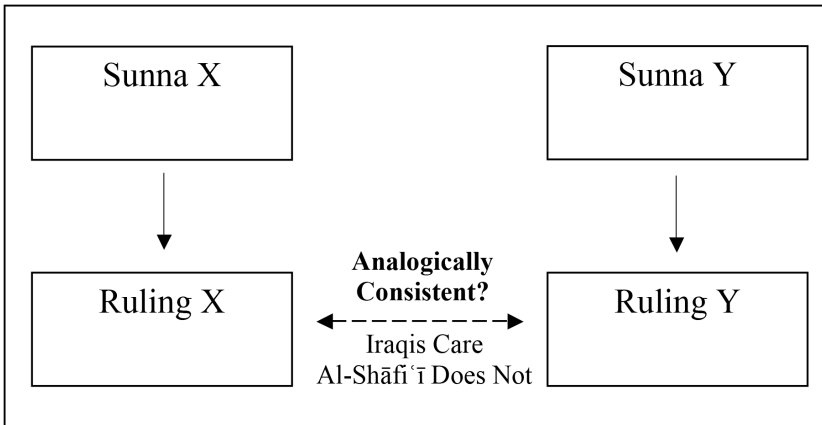 Sunna X
Sunna Y
Ruling X
Analogically
Consistent?
Iraqis Care
Al-Shāfiʿī Does Not
Ruling Y